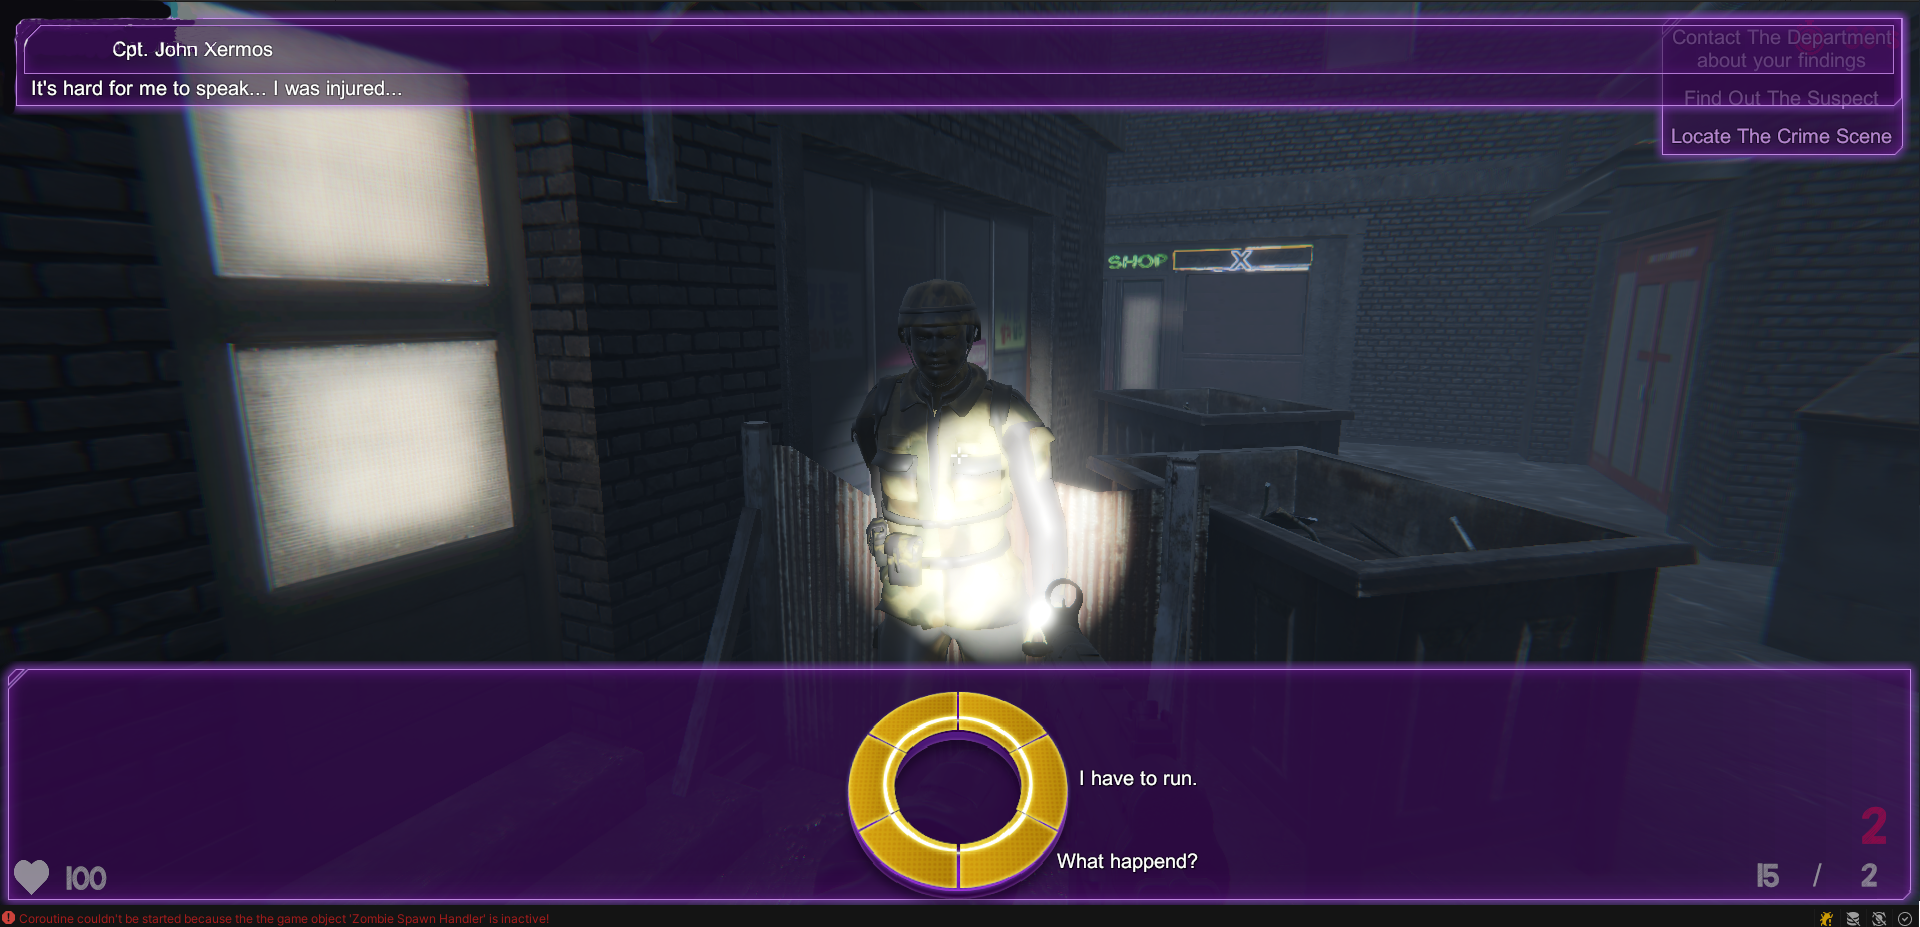 Cpt. John Xermos
It's hard for me to speak... I was injured...
Contact The Department
about your findings
Find Out The Suspect
Locate The Crime Scene
SHOP
X
I have to run.
What happend?
2
100
15 / 2
Coroutine couldn't be started because the the game object 'Zombie Spawn Handler' is inactive!